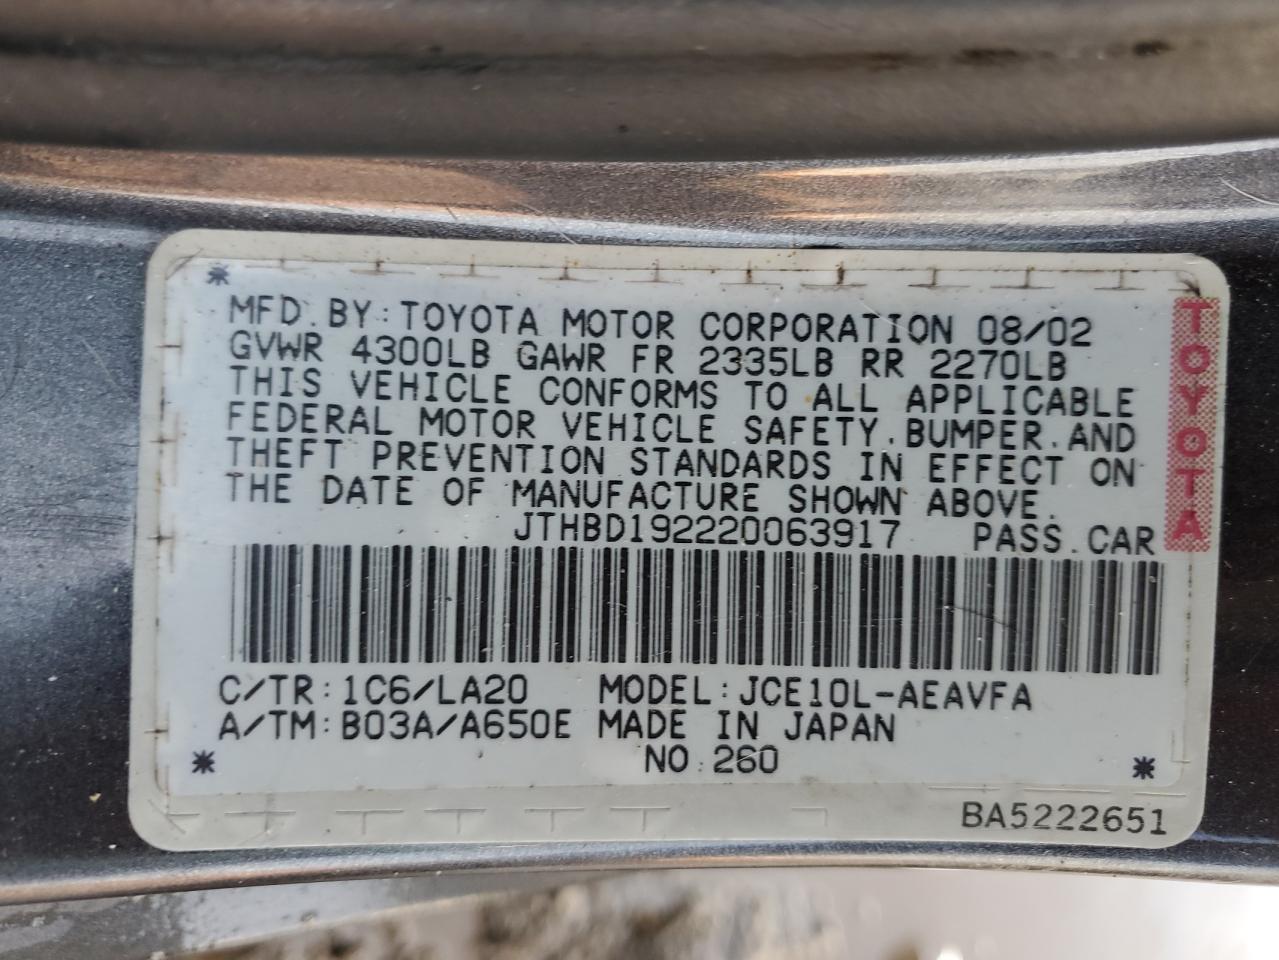 MFD. BY: TOYOTA MOTOR CORPORATION 08/02
GVWR 4300LB GAWR FR 2335LB RR 2270LB
THIS VEHICLE CONFORMS TO ALL APPLICABLE
FEDERAL MOTOR VEHICLE SAFETY, BUMPER, AND
THEFT PREVENTION STANDARDS IN EFFECT ON
THE DATE OF MANUFACTURE SHOWN ABOVE.
JTHBD192220063917 PASS. CAR
TOYOTA
C/TR: 1C6/LA20 MODEL: JCE10L-AEAVFA
A/TM: B03A/A650E MADE IN JAPAN
NO. 260
BA5222651